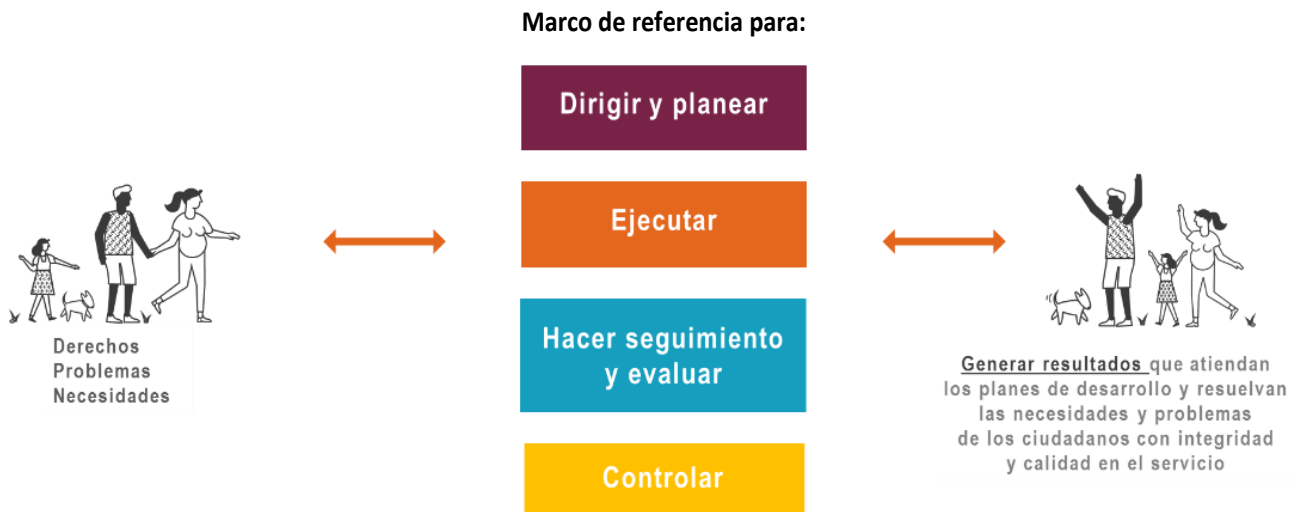 Marco de referencia para:
Dirigir y planear
Ejecutar
Hacer seguimiento
y evaluar
Controlar
Derechos
Problemas
Necesidades
Generar resultados que atiendan
los planes de desarrollo y resuelvan
las necesidades y problemas
de los ciudadanos con integridad
y calidad en el servicio